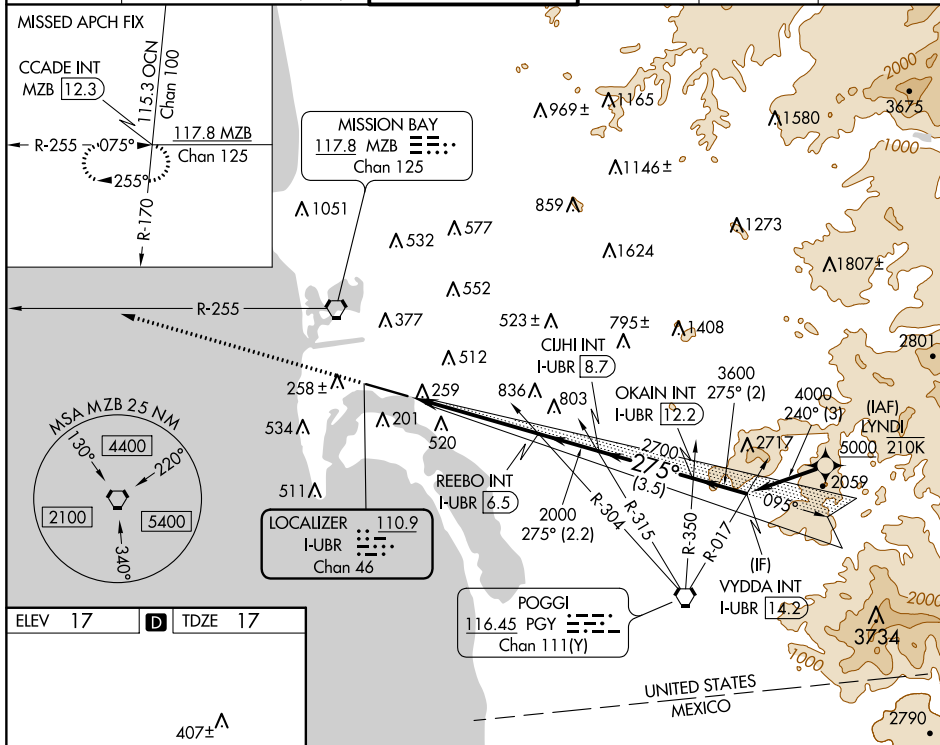 MISSED APCH FIX
CCADE INT
MZB 12.3
115.3 OCN
Chan 100
R-255
075°
117.8 MZB
Chan 125
255°
R-170
MISSION BAY
117.8 MZB
Chan 125
969±
1165
1580
3675
2000
1000
1146±
859
1051
532
577
1273
1624
1807±
552
R-255
377
523±
795±
1408
2801
CIJHI INT
I-UBR 8.7
512
3600
275° (2)
OKAIN INT
I-UBR 12.2
4000
240° (3)
(IAF)
LYNDI
5000 210K
258±
259
836
803
2717
2059
534
201
520
2700
275°
(3.5)
095°
MSA MZB 25 NM
130°
4400
220°
2100
5400
340°
511
REEBO INT
I-UBR 6.5
2000
275° (2.2)
R-304
R-315
R-350
R-017
LOCALIZER 110.9
I-UBR
Chan 46
(IF)
VYDDA INT
I-UBR 14.2
POGGI
116.45 PGY
Chan 111(Y)
2000
3734
1000
ELEV 17
D
TDZE 17
407±
UNITED STATES
MEXICO
2790